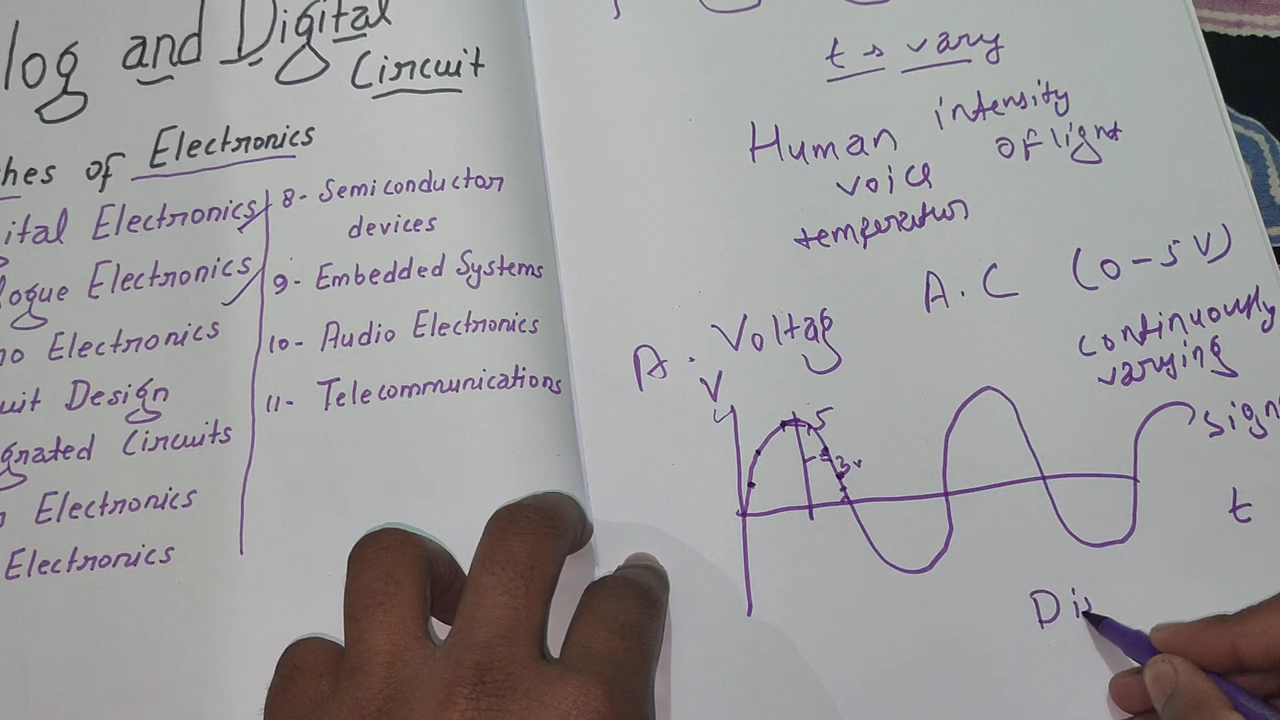 log and Digital
Circuit
hes of Electronics
ital Electronics
ogue Electronics
o Electronics
uit Design
grated Circuits
Electronics
Electronics
8- Semiconductor
devices
9- Embedded Systems
10- Audio Electronics
11- Telecommunications
t → vary
Human intensity
of light
voice
temperatur
A.C (0-5V)
A. Voltag
continuously
varying
sign
V
5
3v
t
Di